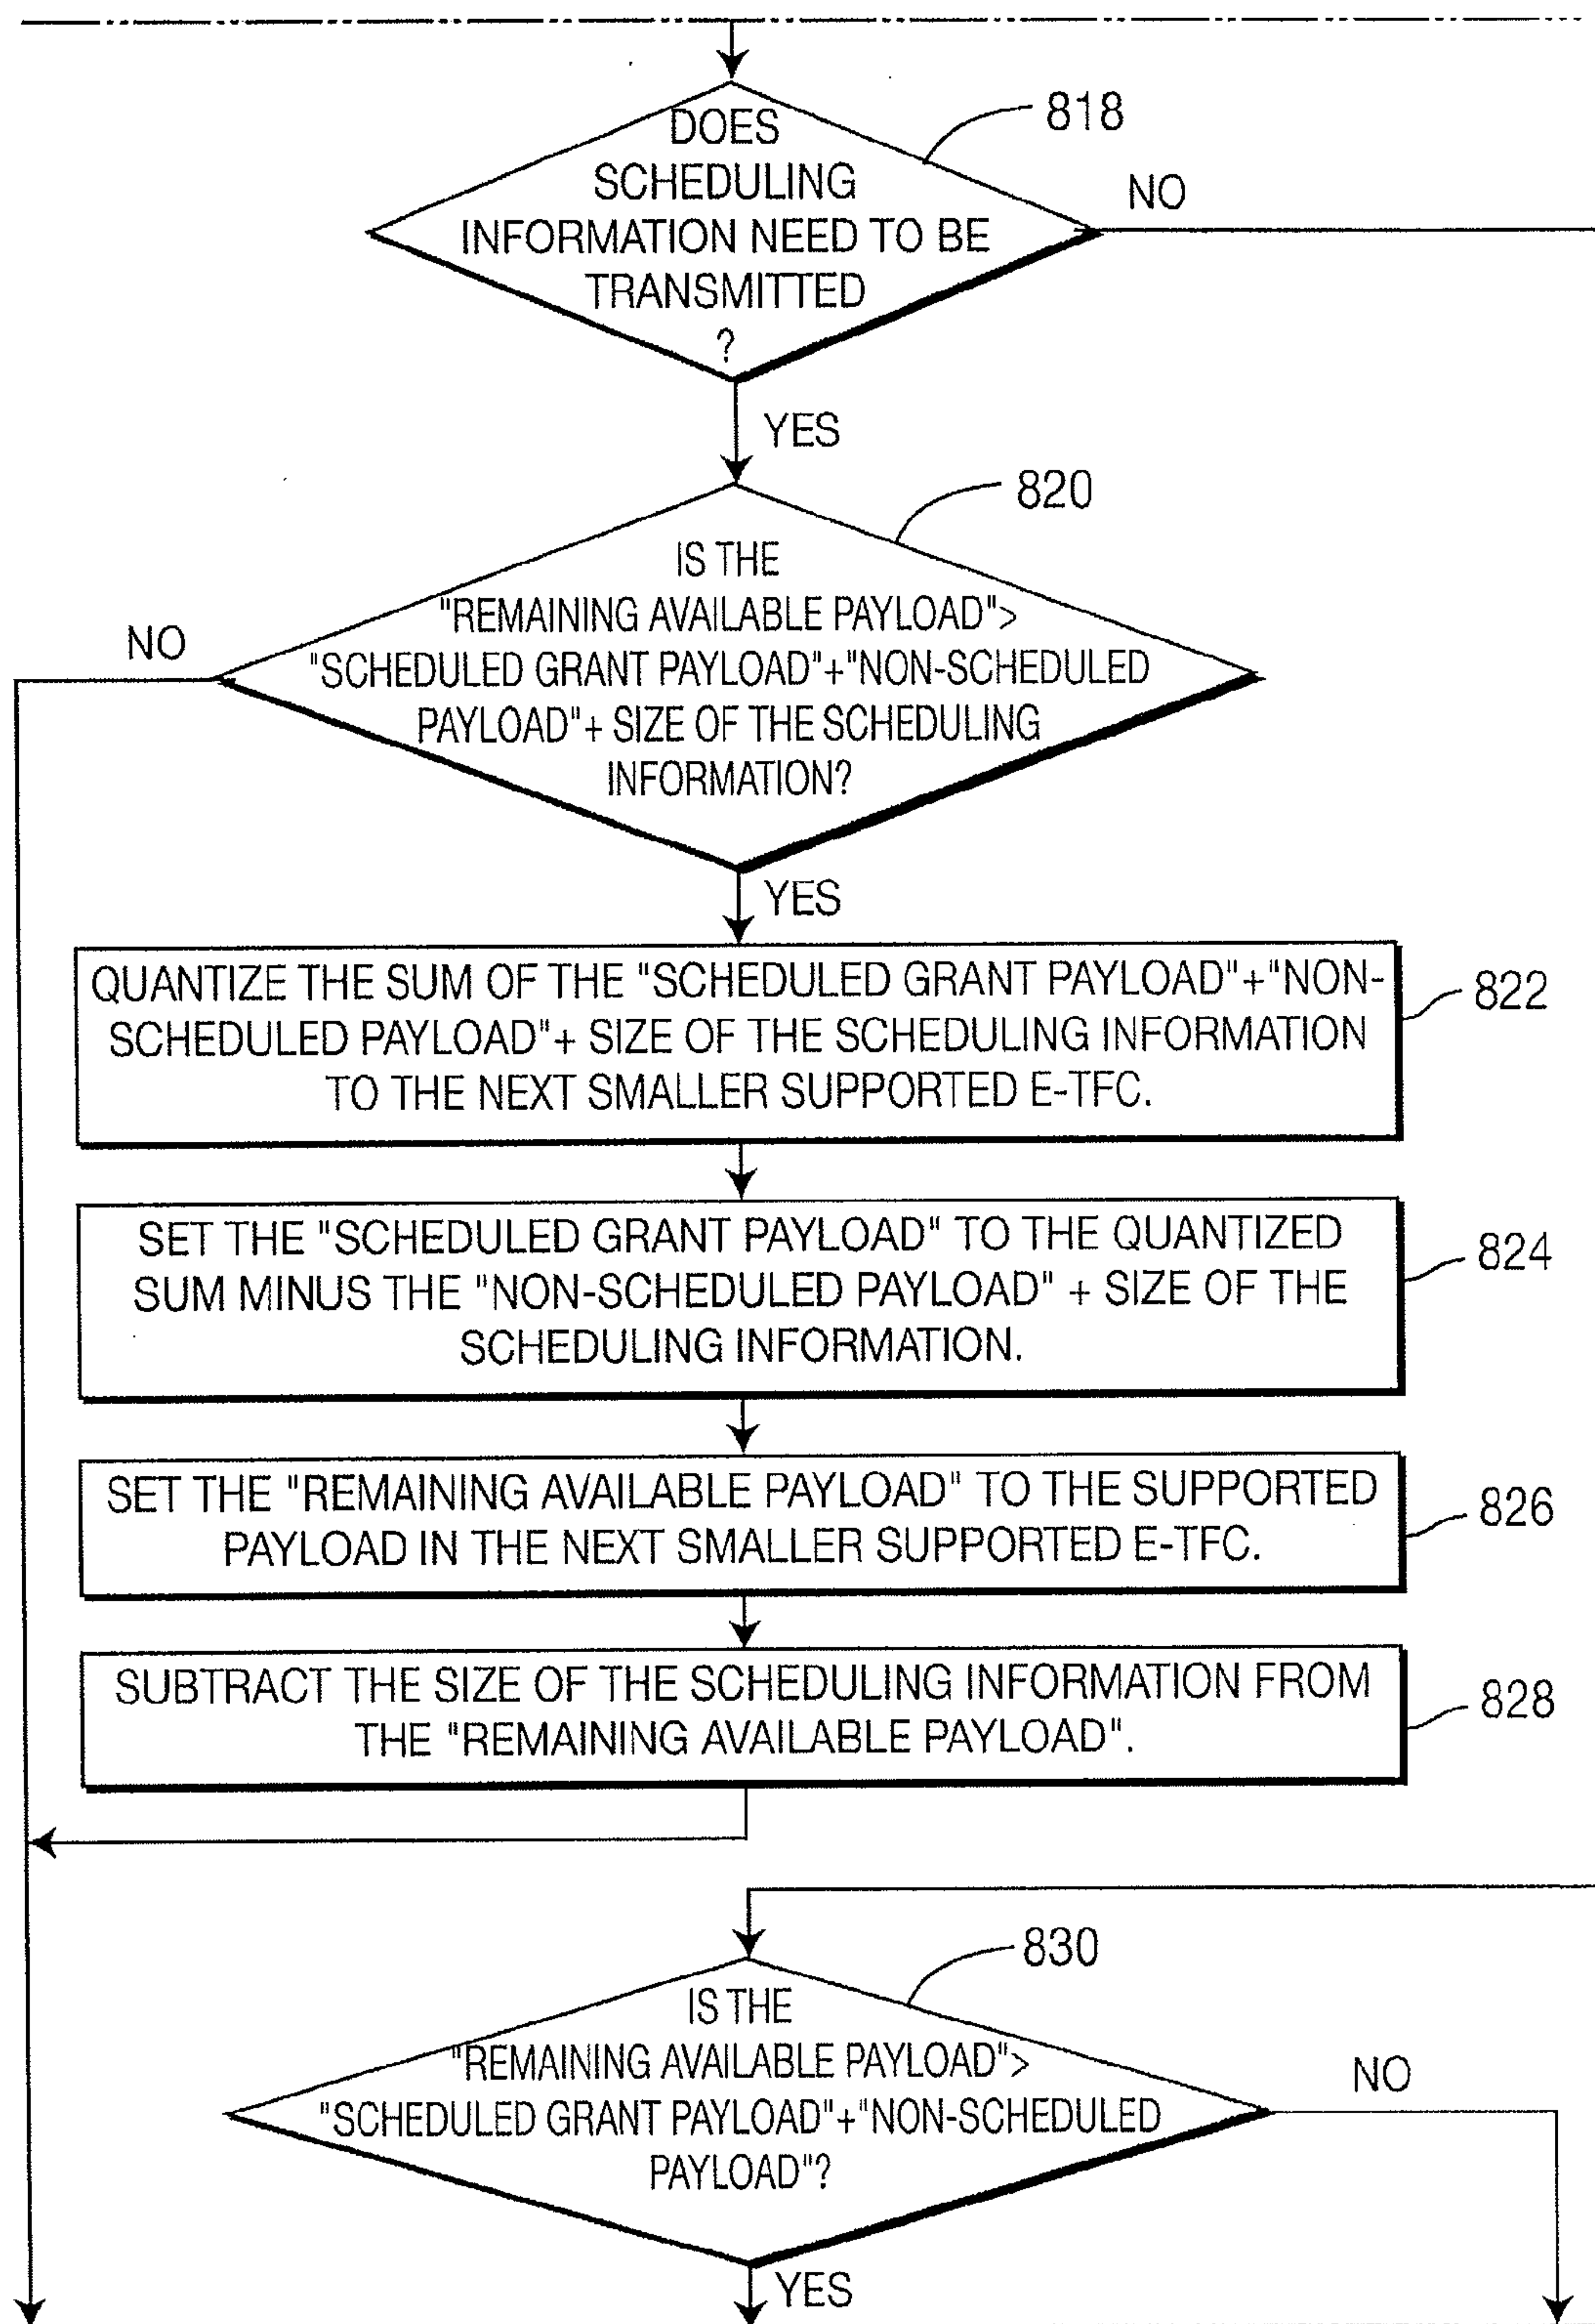 DOES
SCHEDULING
INFORMATION NEED TO BE
TRANSMITTED
?
818
NO
YES
820
IS THE
"REMAINING AVAILABLE PAYLOAD">
"SCHEDULED GRANT PAYLOAD"+"NON-SCHEDULED
PAYLOAD"+ SIZE OF THE SCHEDULING
INFORMATION?
NO
YES
QUANTIZE THE SUM OF THE "SCHEDULED GRANT PAYLOAD"+"NON-
SCHEDULED PAYLOAD"+ SIZE OF THE SCHEDULING INFORMATION
TO THE NEXT SMALLER SUPPORTED E-TFC.
822
SET THE "SCHEDULED GRANT PAYLOAD" TO THE QUANTIZED
SUM MINUS THE "NON-SCHEDULED PAYLOAD" + SIZE OF THE
SCHEDULING INFORMATION.
824
SET THE "REMAINING AVAILABLE PAYLOAD" TO THE SUPPORTED
PAYLOAD IN THE NEXT SMALLER SUPPORTED E-TFC.
826
SUBTRACT THE SIZE OF THE SCHEDULING INFORMATION FROM
THE "REMAINING AVAILABLE PAYLOAD".
828
830
IS THE
"REMAINING AVAILABLE PAYLOAD">
"SCHEDULED GRANT PAYLOAD"+"NON-SCHEDULED
PAYLOAD"?
NO
YES